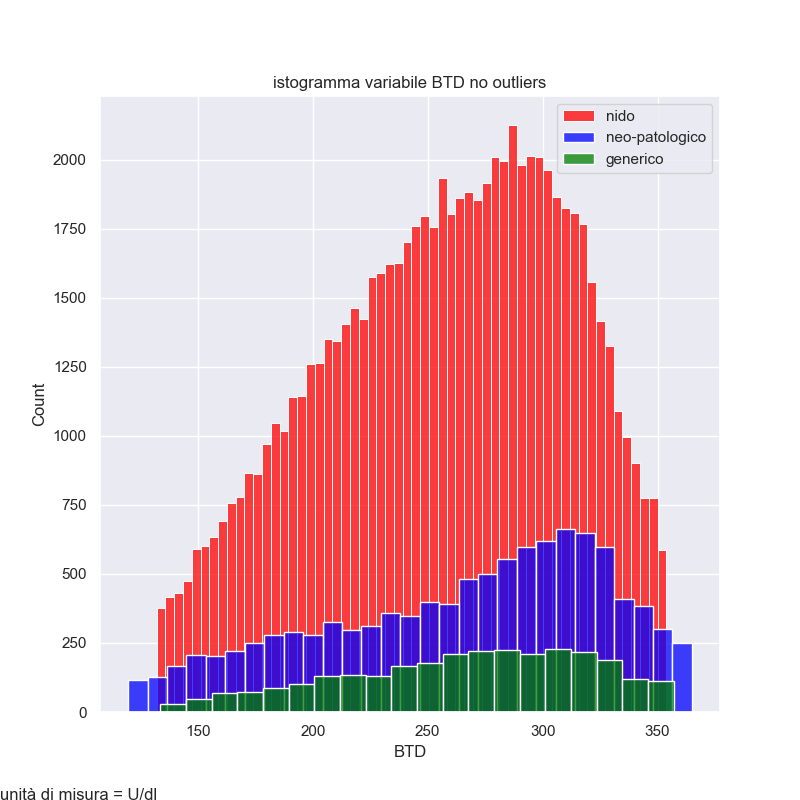 istogramma variabile BTD no outliers
nido
neo-patologico
generico
2000
1750
1500
1250
1000
750
500
250
0
Count
150
200
250
300
350
BTD
unità di misura = U/dl